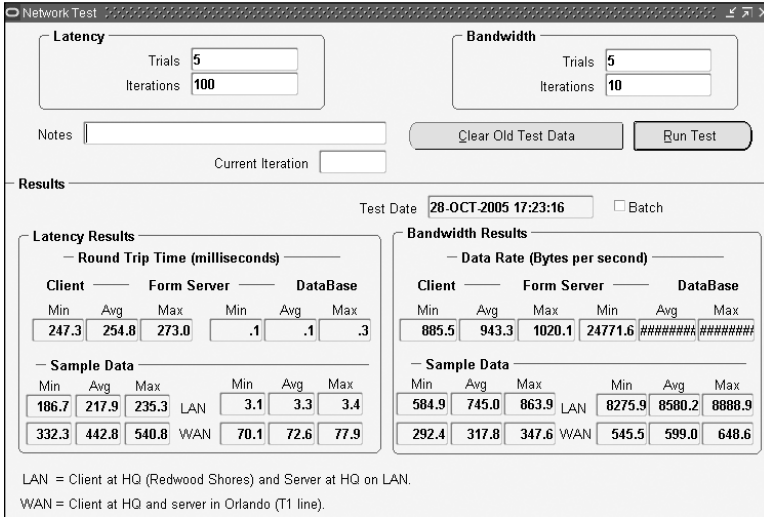 Network Test
Latency
Trials 5
Iterations 100
Bandwidth
Trials 5
Iterations 10
Notes
Clear Old Test Data
Run Test
Current Iteration
Results
Test Date 28-OCT-2005 17:23:16 Batch
Latency Results
Round Trip Time (milliseconds)
Client Form Server DataBase
Min Avg Max Min Avg Max
247.3 254.8 273.0 .1 .1 .3
Sample Data
Min Avg Max Min Avg Max
186.7 217.9 235.3 LAN 3.1 3.3 3.4
332.3 442.8 540.8 WAN 70.1 72.6 77.9
Bandwidth Results
Data Rate (Bytes per second)
Client Form Server DataBase
Min Avg Max Min Avg Max
885.5 943.3 1020.1 24771.6 ######## ########
Sample Data
Min Avg Max Min Avg Max
584.9 745.0 863.9 LAN 8275.9 8580.2 8888.9
292.4 317.8 347.6 WAN 545.5 599.0 648.6
LAN = Client at HQ (Redwood Shores) and Server at HQ on LAN.
WAN = Client at HQ and server in Orlando (T1 line).